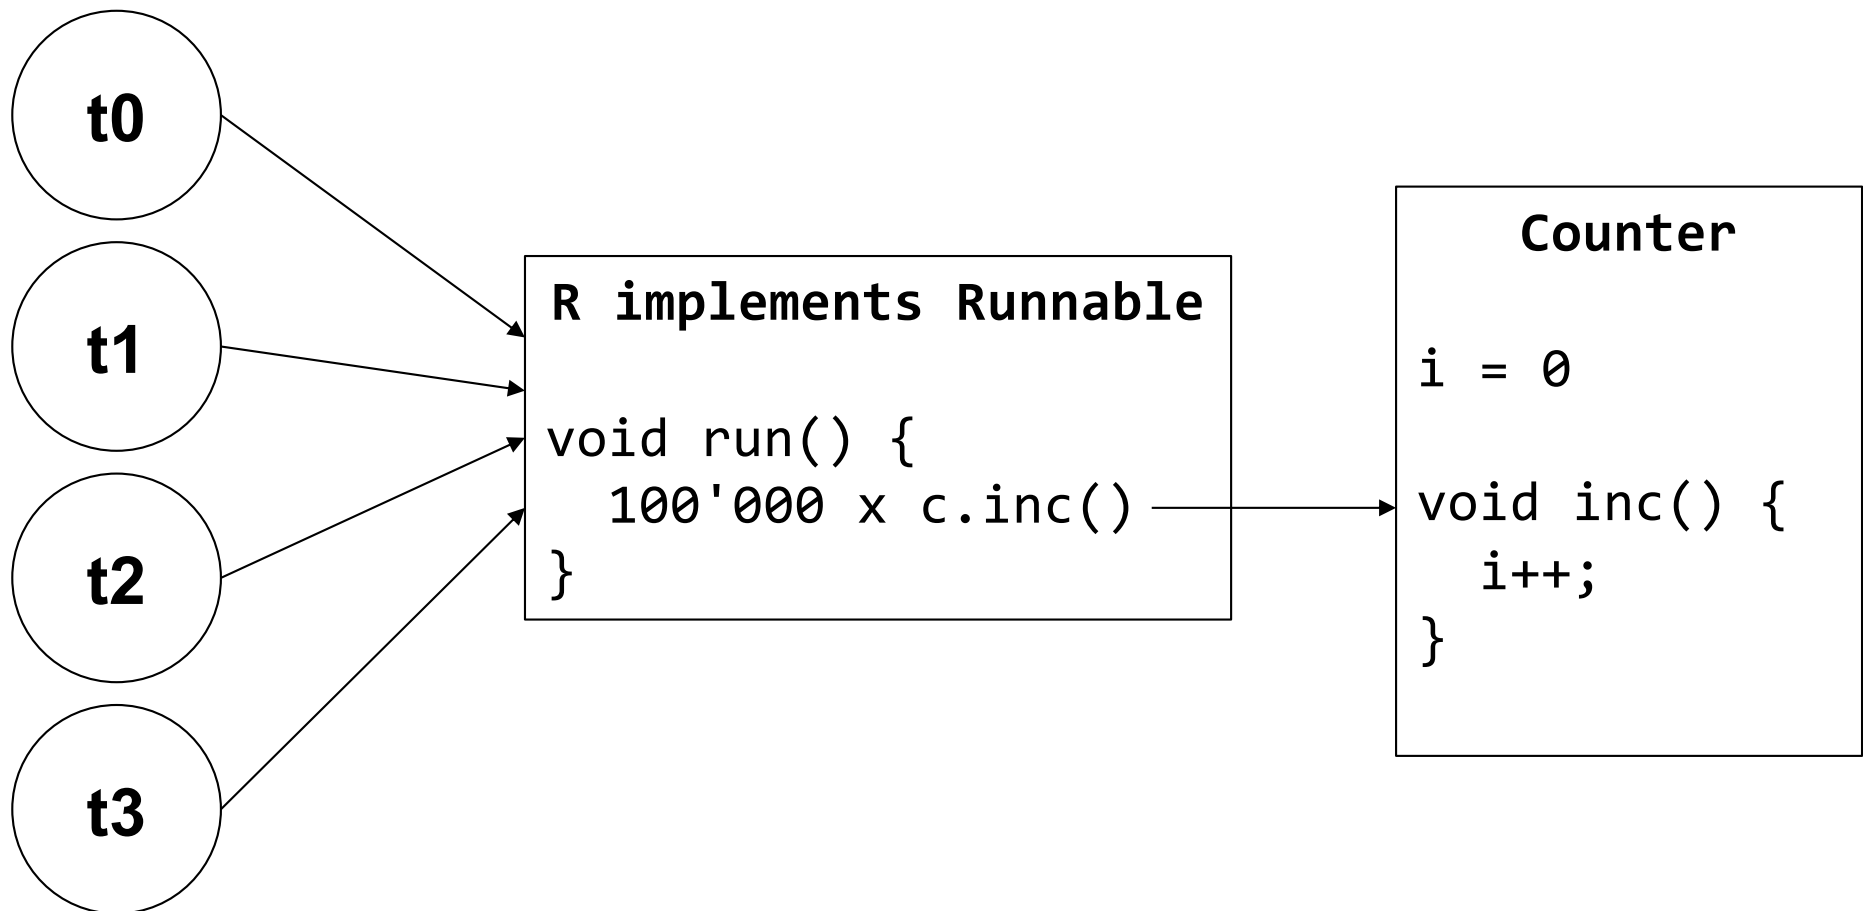 t0
t1
t2
t3
R implements Runnable
void run() {
  100'000 x c.inc()
}
Counter
i = 0
void inc() {
  i++;
}